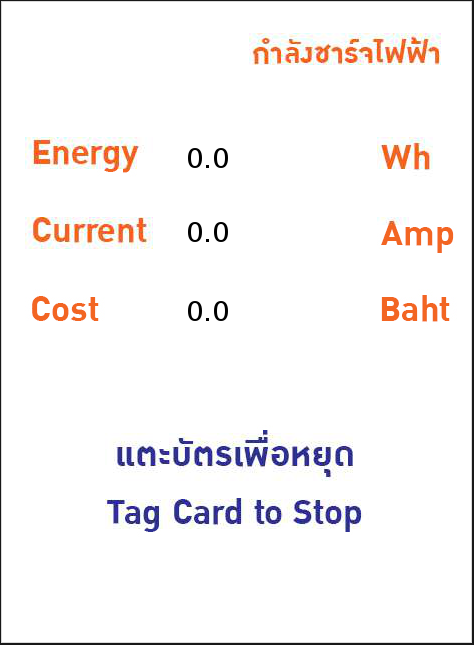 กำลังชาร์จไฟฟ้า
Energy 0.0 Wh
Current 0.0 Amp
Cost 0.0 Baht
แตะบัตรเพื่อหยุด
Tag Card to Stop